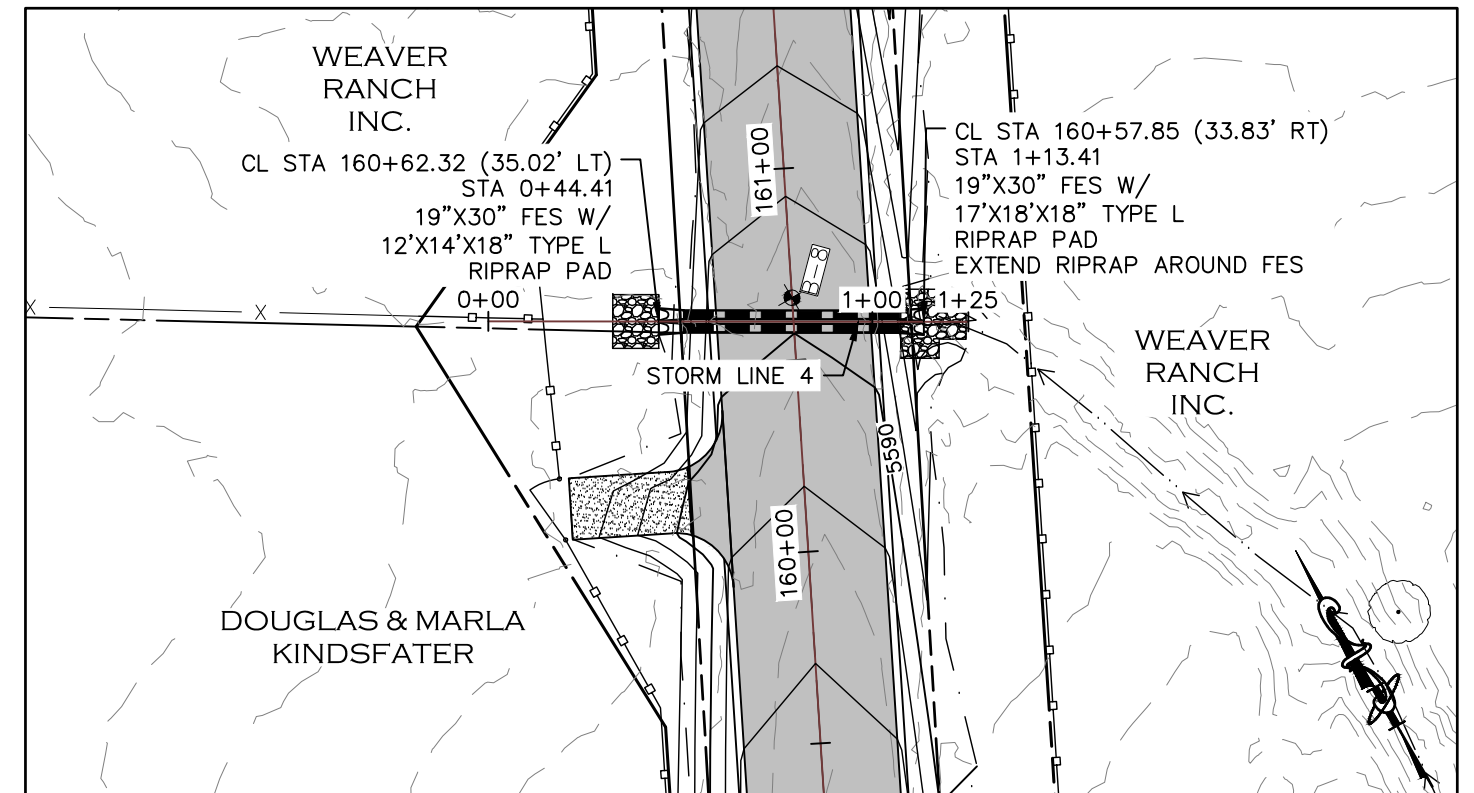 WEAVER
RANCH
INC.
CL STA 160+62.32 (35.02' LT)
STA 0+44.41
19"X30" FES W/
12'X14'X18" TYPE L
RIPRAP PAD
CL STA 160+57.85 (33.83' RT)
STA 1+13.41
19"X30" FES W/
17'X18'X18" TYPE L
RIPRAP PAD
EXTEND RIPRAP AROUND FES
161+00
0+00
1+00
1+25
X
X
STORM LINE 4
WEAVER
RANCH
INC.
5590
160+00
DOUGLAS & MARLA
KINDSFATER